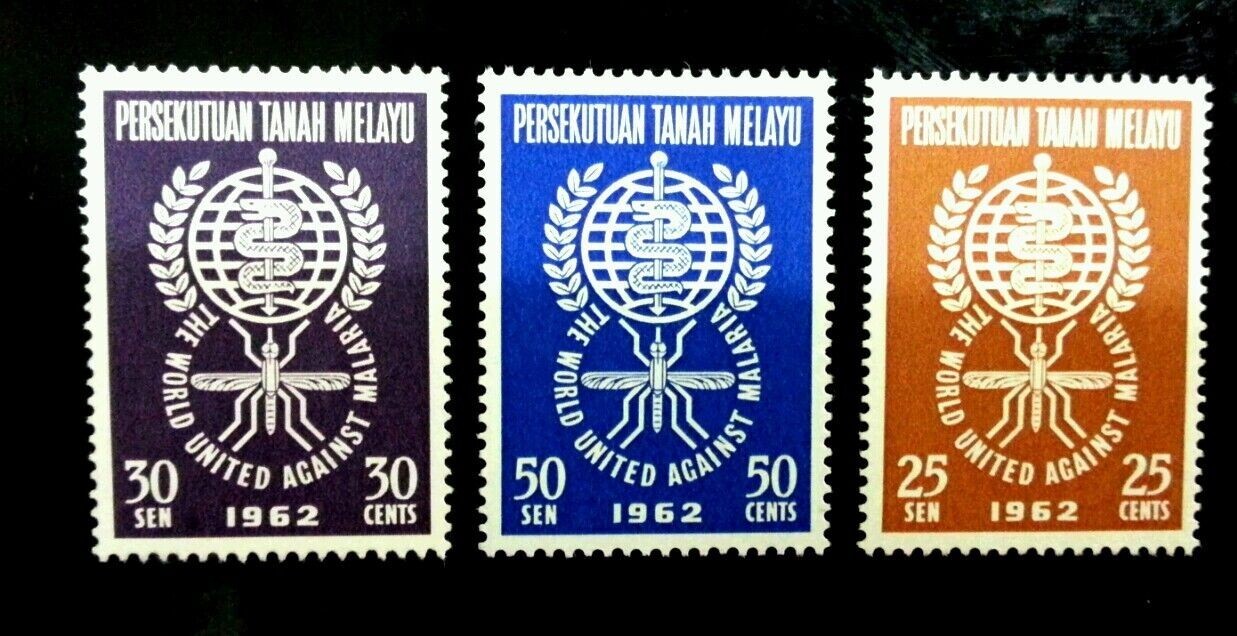 PERSEKUTUAN TANAH MELAYU
THE WORLD UNITED AGAINST MALARIA
30 30
SEN 1962 CENTS
PERSEKUTUAN TANAH MELAYU
THE WORLD UNITED AGAINST MALARIA
50 50
SEN 1962 CENTS
PERSEKUTUAN TANAH MELAYU
THE WORLD UNITED AGAINST MALARIA
25 25
SEN 1962 CENTS